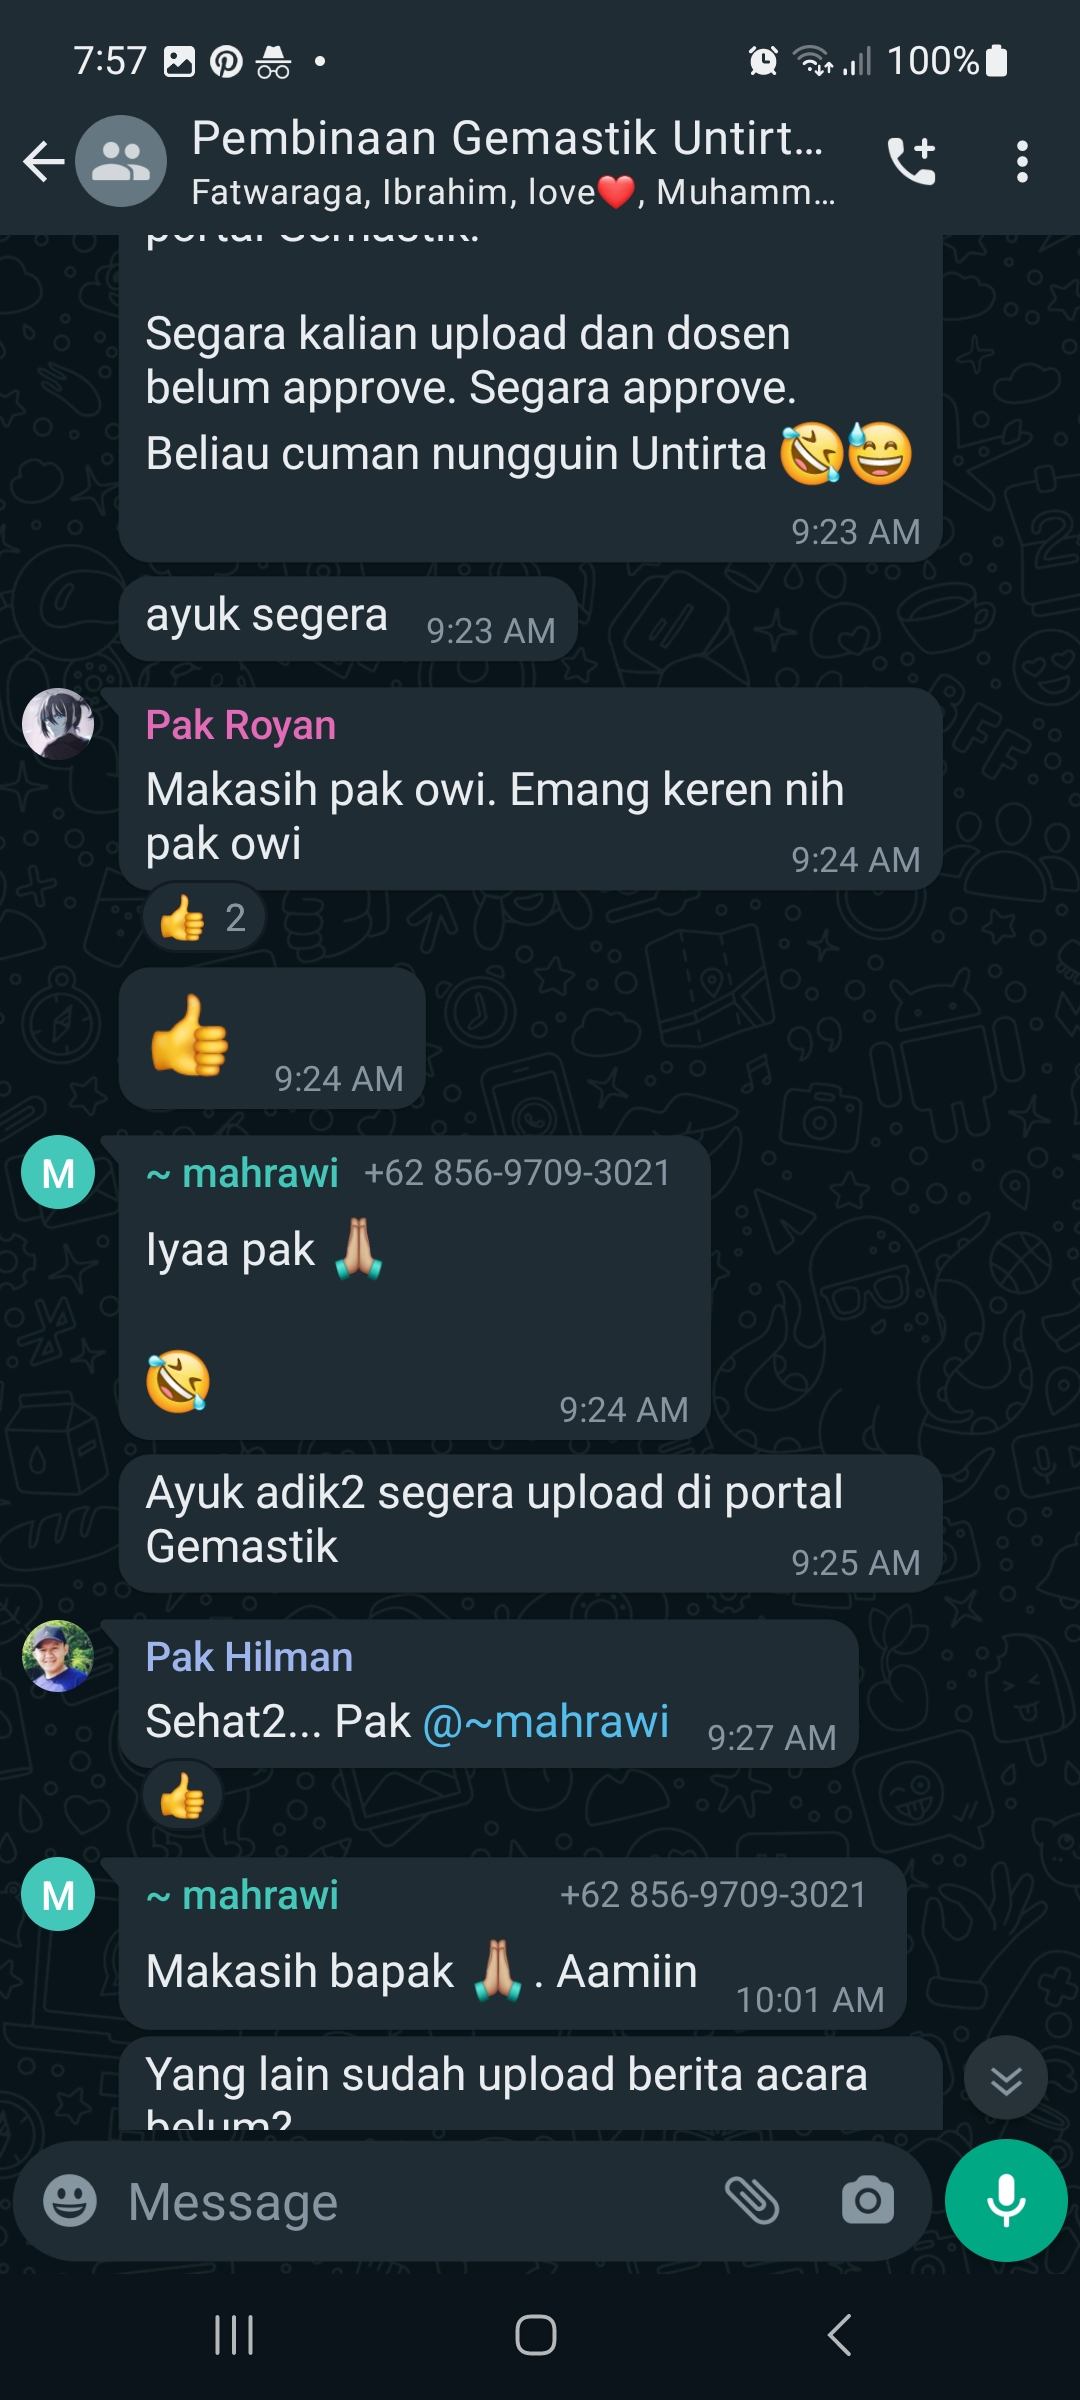 7:57
100%
Pembinaan Gemastik Untirt...
Fatwaraga, Ibrahim, love❤️, Muhamm...
portal Gemastik.
Segara kalian upload dan dosen
belum approve. Segara approve.
Beliau cuman nungguin Untirta 🤣😅
9:23 AM
ayuk segera 9:23 AM
Pak Royan
Makasih pak owi. Emang keren nih
pak owi 9:24 AM
👍 2
👍 9:24 AM
M
~ mahrawi +62 856-9709-3021
Iyaa pak 🙏
🤣 9:24 AM
Ayuk adik2 segera upload di portal
Gemastik 9:25 AM
Pak Hilman
Sehat2... Pak @~mahrawi 9:27 AM
👍
M
~ mahrawi +62 856-9709-3021
Makasih bapak 🙏. Aamiin 10:01 AM
Yang lain sudah upload berita acara
belum?
Message